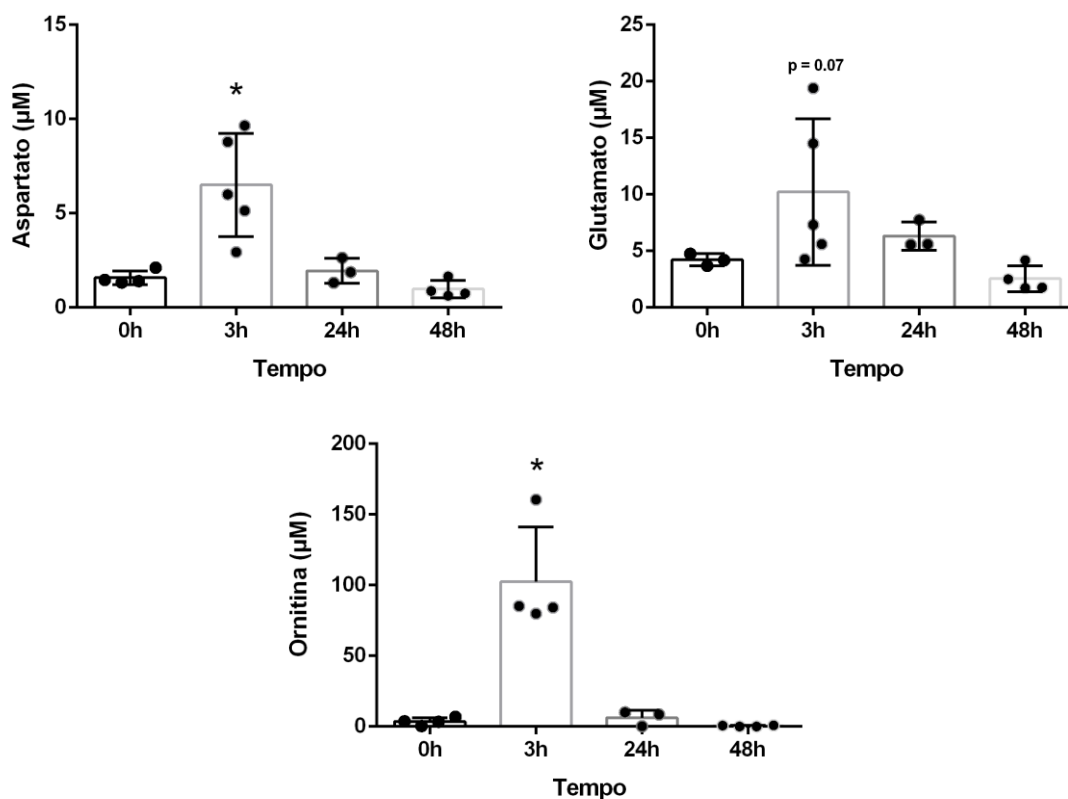 15
10
5
0
Aspartato (µM)
*
0h 3h 24h 48h
Tempo
25
20
15
10
5
0
Glutamato (µM)
p = 0.07
0h 3h 24h 48h
Tempo
200
150
100
50
0
Ornitina (µM)
*
0h 3h 24h 48h
Tempo